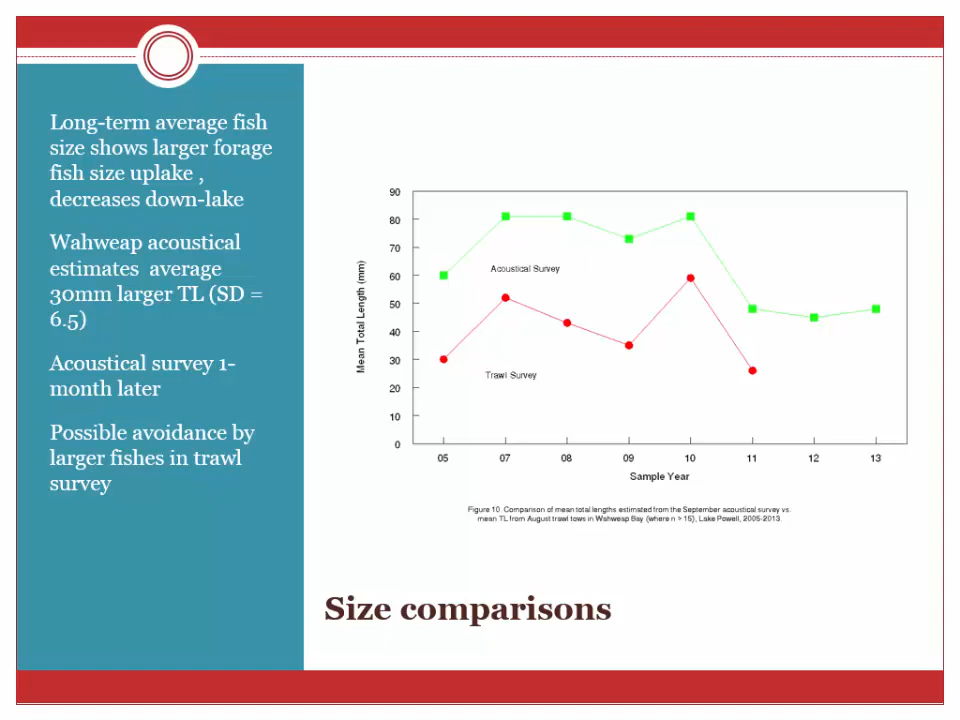 Long-term average fish
size shows larger forage
fish size uplake ,
decreases down-lake
Wahweap acoustical
estimates  average
30mm larger TL (SD =
6.5)
Acoustical survey 1-
month later
Possible avoidance by
larger fishes in trawl
survey
90
80
70
60
50
40
30
20
10
0
Mean Total Length (mm)
Acoustical Survey
Trawl Survey
05 07 08 09 10 11 12 13
Sample Year
Figure 10. Comparison of mean total lengths estimated from the September acoustical survey vs.
mean TL from August trawl tows in Wahweap Bay (where n > 15), Lake Powell, 2005-2013.
Size comparisons